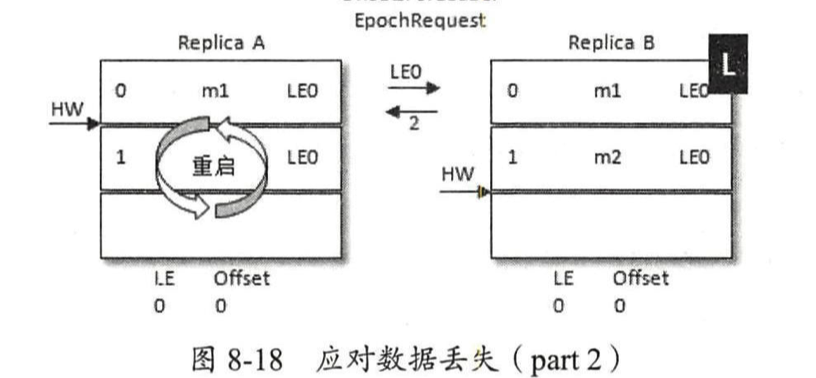 EpochRequest
Replica A
Replica B
L
LE0
2
HW
0 m1 LE0
1 重启 LE0
0 m1 LE0
HW
1 m2 LE0
LE Offset
0 0
LE Offset
0 0
图 8-18 应对数据丢失（part 2）